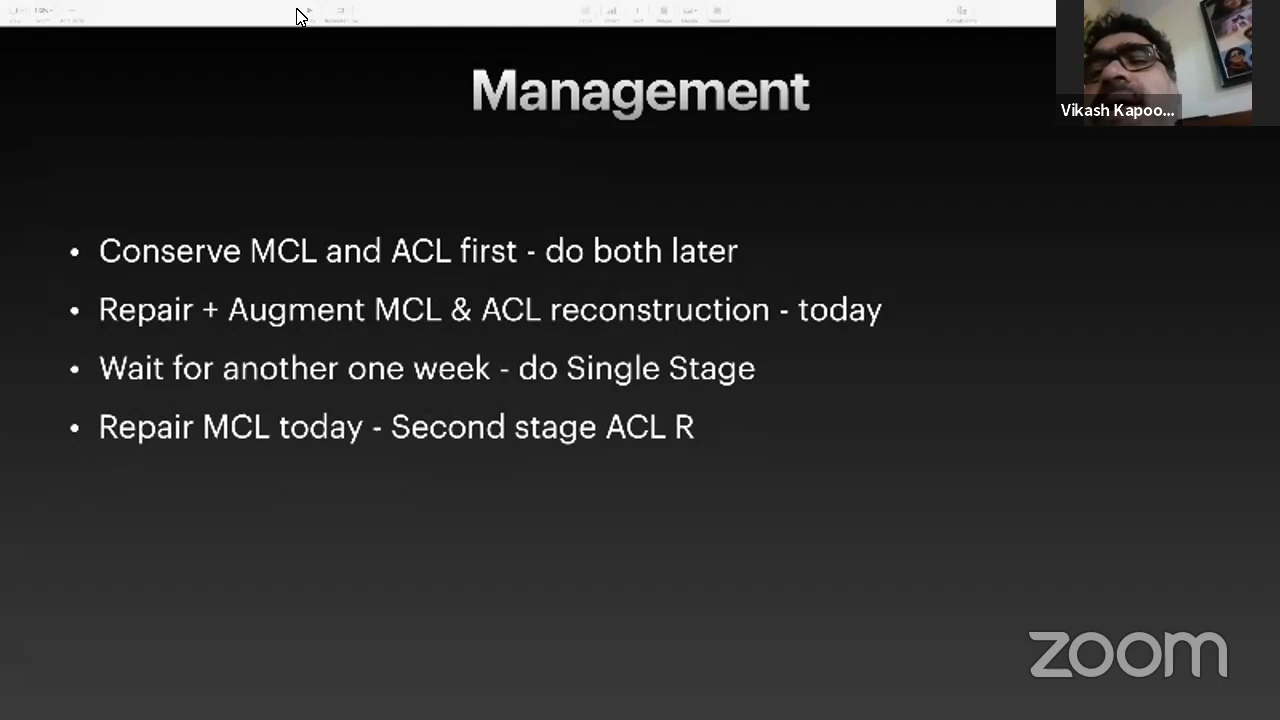 Management
Vikash Kapoo...
• Conserve MCL and ACL first - do both later
• Repair + Augment MCL & ACL reconstruction - today
• Wait for another one week - do Single Stage
• Repair MCL today - Second stage ACL R
zoom